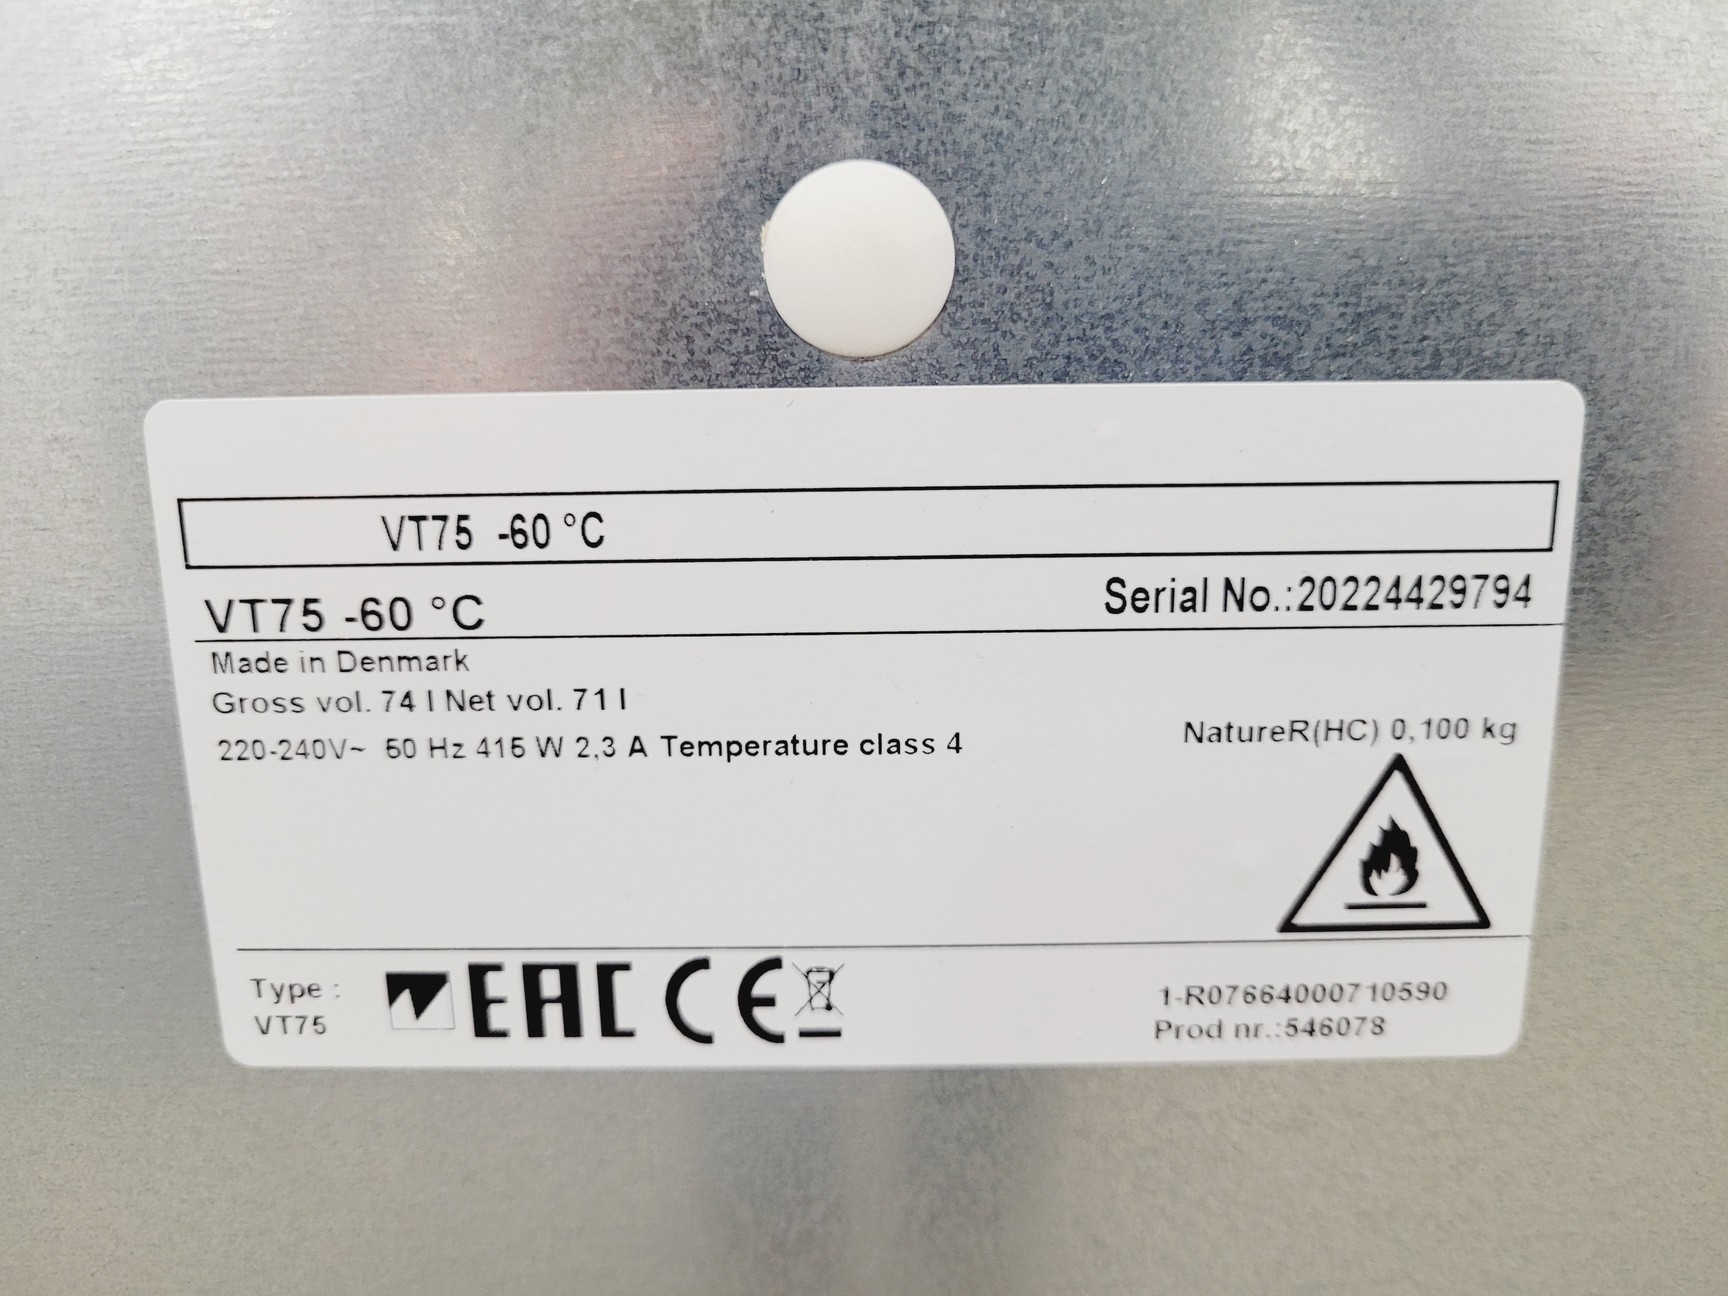 VT75 -60 °C
VT75 -60 °C
Serial No.:20224429794
Made in Denmark
Gross vol. 74 l Net vol. 71 l
220-240V~ 50 Hz 415 W 2,3 A Temperature class 4
NatureR(HC) 0,100 kg
Type :
VT75
EAC CE
1-R07664000710590
Prod nr.:546078